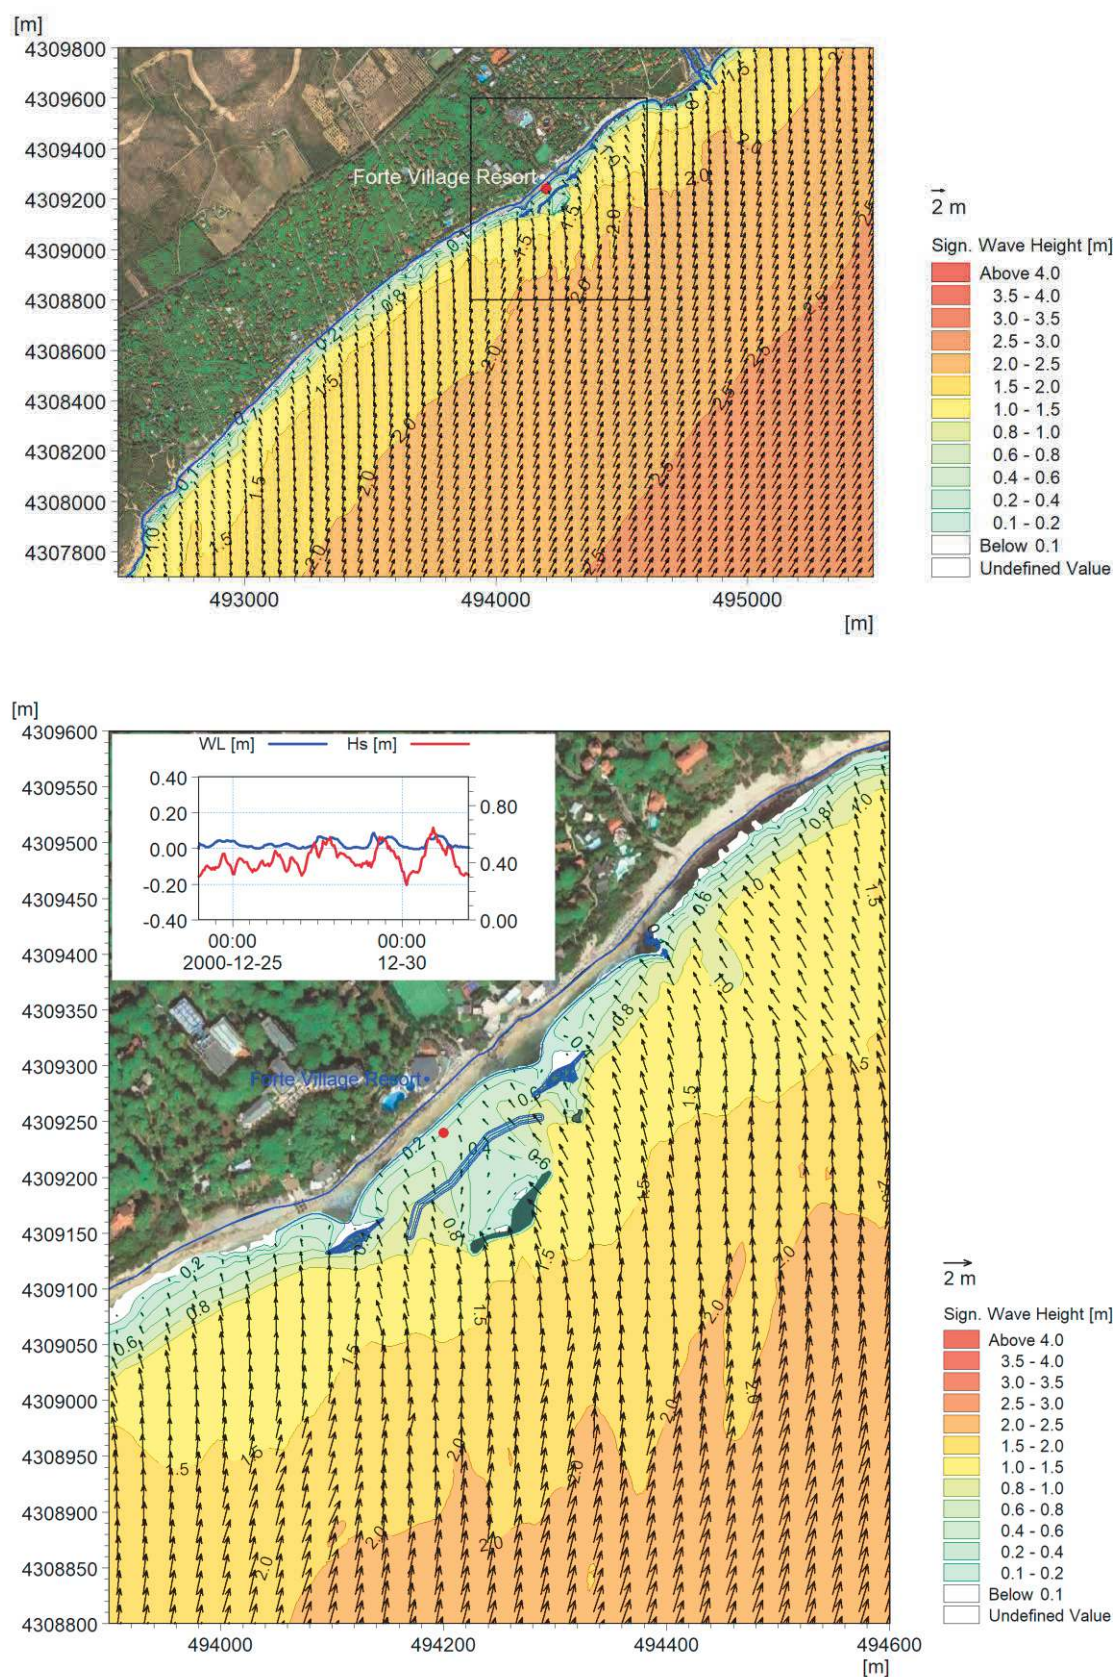 [m]
4309800
4309600
4309400
4309200
4309000
4308800
4308600
4308400
4308200
4308000
4307800
493000 494000 495000
[m]
Forte Village Resort
2 m
Sign. Wave Height [m]
Above 4.0
3.5 - 4.0
3.0 - 3.5
2.5 - 3.0
2.0 - 2.5
1.5 - 2.0
1.0 - 1.5
0.8 - 1.0
0.6 - 0.8
0.4 - 0.6
0.2 - 0.4
0.1 - 0.2
Below 0.1
Undefined Value
[m]
4309600
4309550
4309500
4309450
4309400
4309350
4309300
4309250
4309200
4309150
4309100
4309050
4309000
4308950
4308900
4308850
4308800
494000 494200 494400 494600
[m]
WL [m] Hs [m]
0.40
0.20
0.00
-0.20
-0.40
0.80
0.40
0.00
00:00 00:00
2000-12-25 12-30
Forte Village Resort
2 m
Sign. Wave Height [m]
Above 4.0
3.5 - 4.0
3.0 - 3.5
2.5 - 3.0
2.0 - 2.5
1.5 - 2.0
1.0 - 1.5
0.8 - 1.0
0.6 - 0.8
0.4 - 0.6
0.2 - 0.4
0.1 - 0.2
Below 0.1
Undefined Value